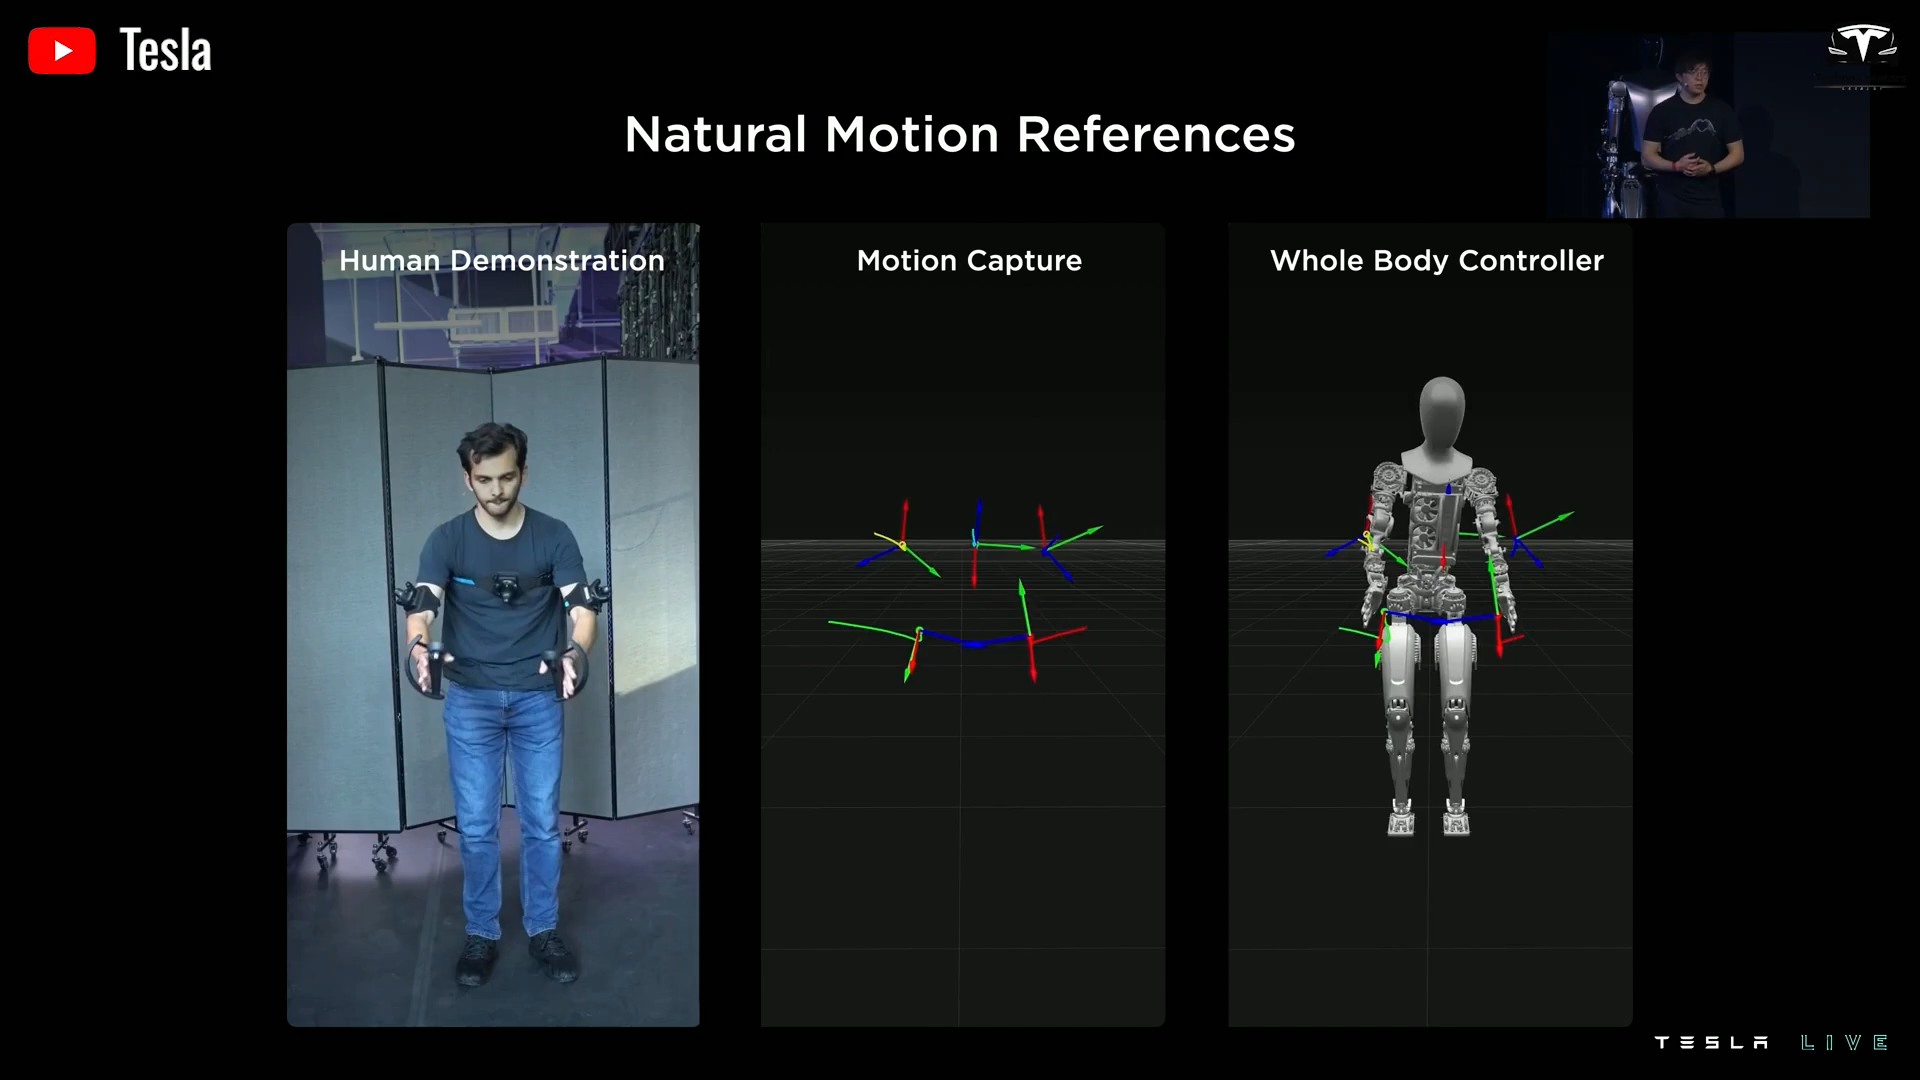 Tesla
Natural Motion References
Human Demonstration
Motion Capture
Whole Body Controller
TESLA LIVE